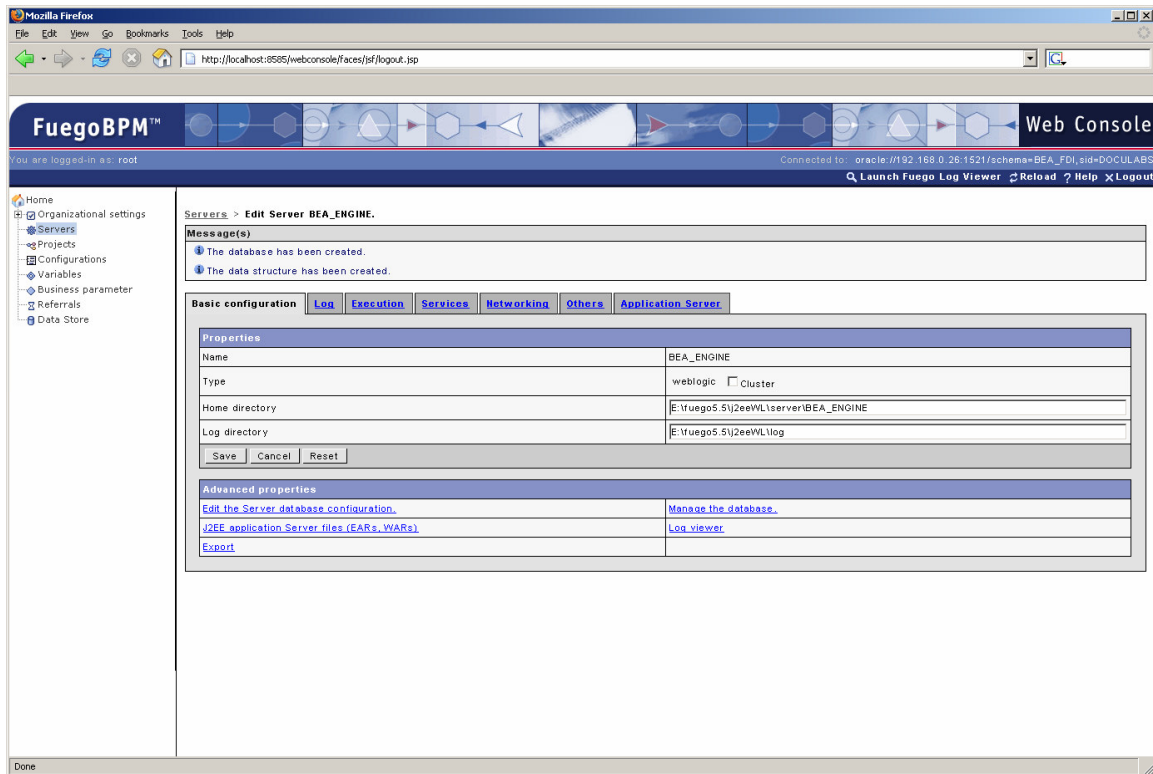 Mozilla Firefox
File Edit View Go Bookmarks Tools Help
http://localhost:8585/webconsole/faces/jsf/logout.jsp
FuegoBPM™ Web Console
You are logged-in as: root Connected to: oracle://192.168.0.26:1521/schema=BEA_FDI,sid=DOCULABS
Launch Fuego Log Viewer Reload ? Help X Logout
Home
Organizational settings
Servers
Projects
Configurations
Variables
Business parameter
Referrals
Data Store
Servers > Edit Server BEA_ENGINE.
Message(s)
The database has been created.
The data structure has been created.
Basic configuration Log Execution Services Networking Others Application Server
Properties
Name BEA_ENGINE
Type weblogic Cluster
Home directory E:\fuego5.5\j2eeWL\server\BEA_ENGINE
Log directory E:\fuego5.5\j2eeWL\log
Save Cancel Reset
Advanced properties
Edit the Server database configuration. Manage the database.
J2EE application Server files (EARs, WARs) Log viewer
Export
Done